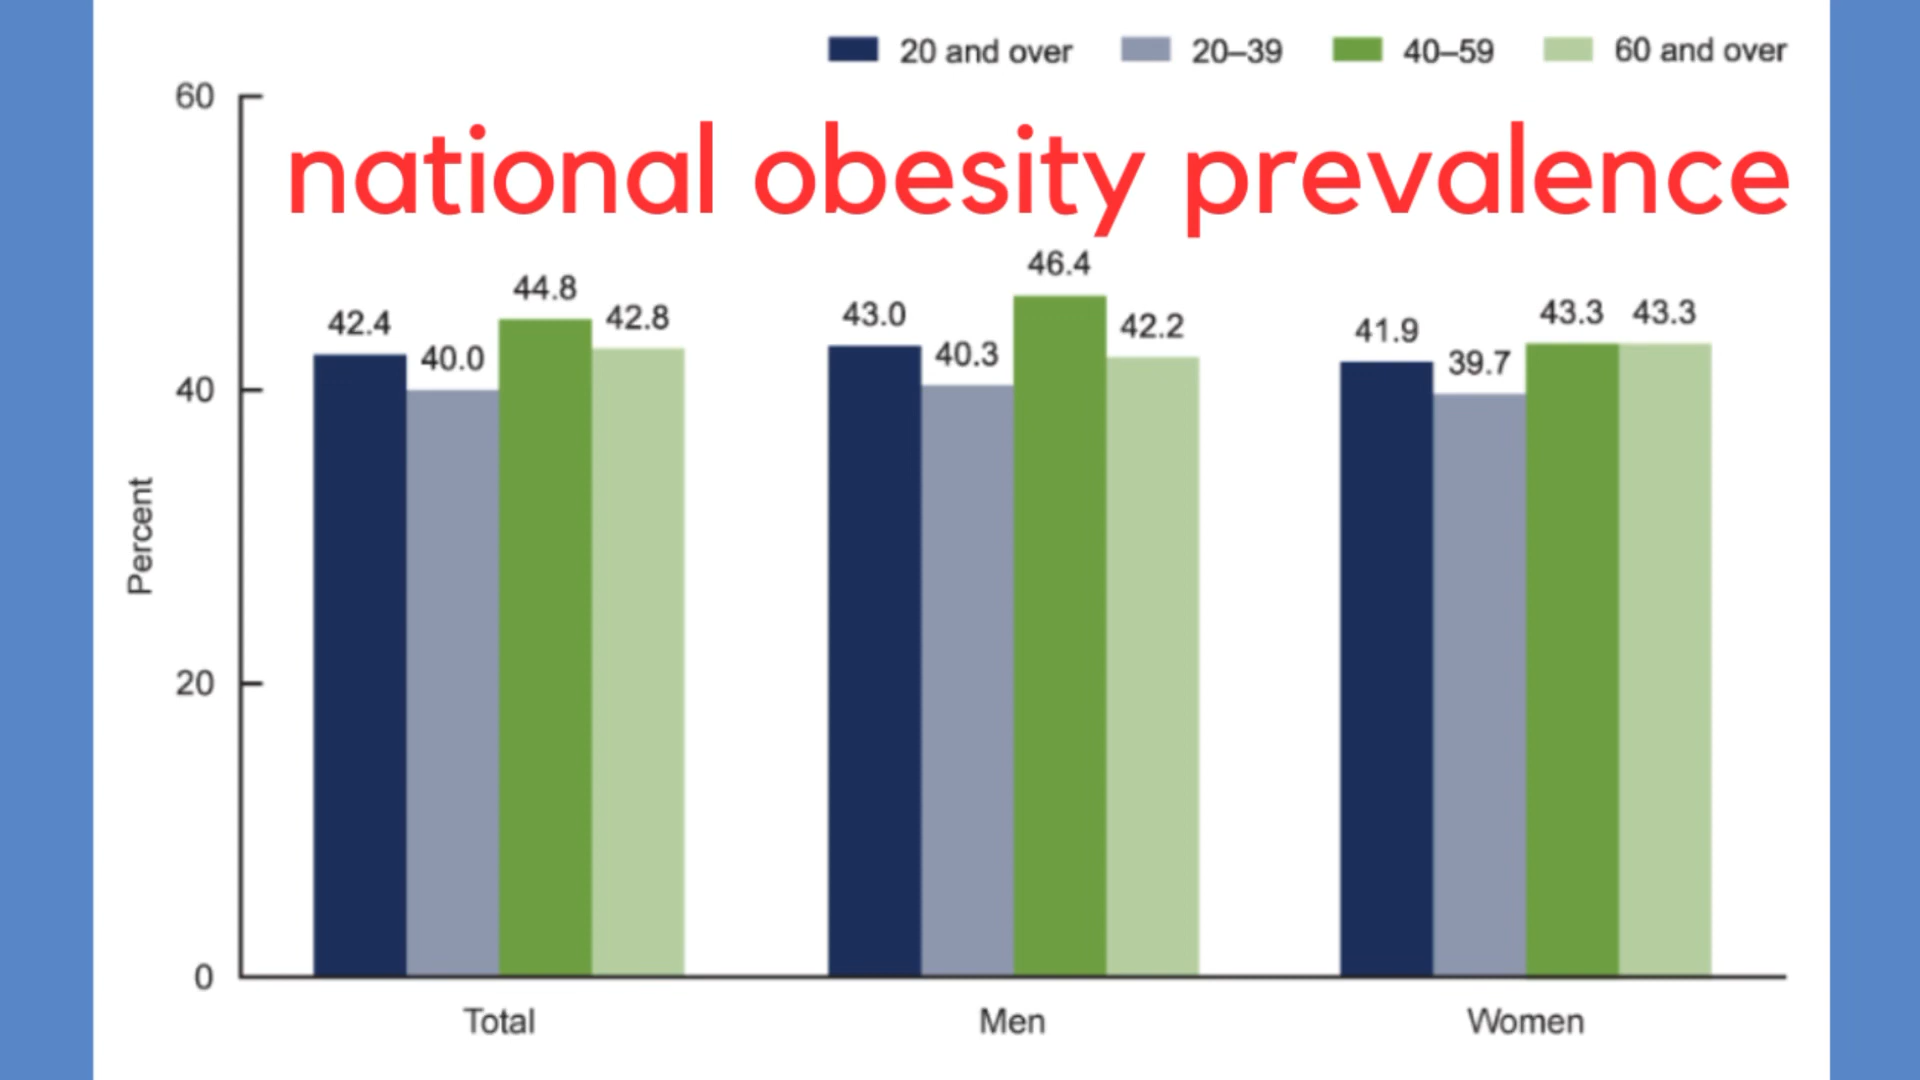 20 and over 20–39 40–59 60 and over
60
national obesity prevalence
46.4
44.8
42.4 40.0 42.8
43.0 40.3 42.2
41.9 39.7 43.3 43.3
40
Percent
20
0
Total Men Women